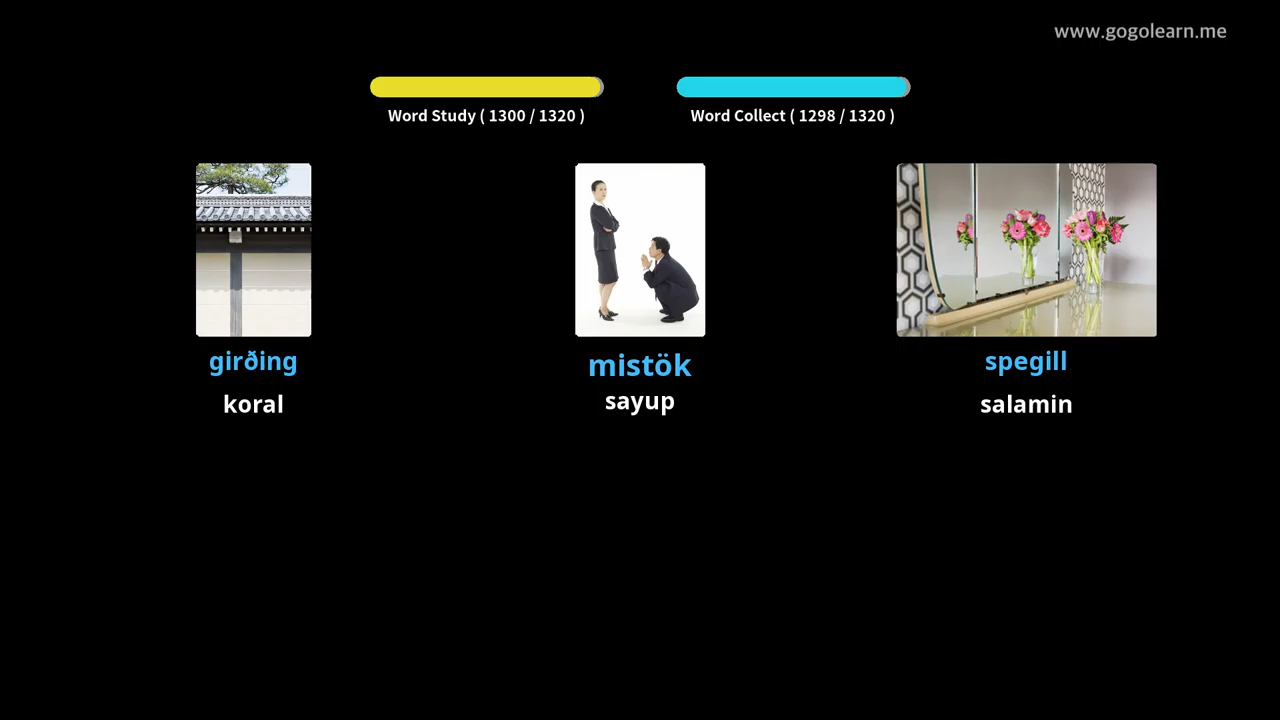 www.gogolearn.me
Word Study ( 1300 / 1320 )
Word Collect ( 1298 / 1320 )
girðing
mistök
spegill
koral
sayup
salamin